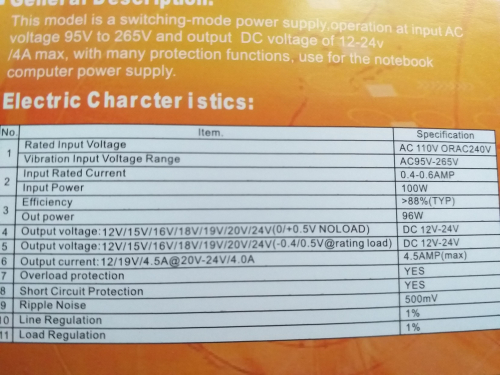 General Description:
This model is a switching-mode power supply,operation at input AC
voltage 95V to 265V and output DC voltage of 12-24v
/4A max, with many protection functions, use for the notebook
computer power supply.
Electric Charcter i stics:
No. Item. Specification
1 Rated Input Voltage AC 110V ORAC240V
Vibration Input Voltage Range AC95V-265V
2 Input Rated Current 0.4-0.6AMP
Input Power 100W
3 Efficiency >88%(TYP)
Out power 96W
4 Output voltage:12V/15V/16V/18V/19V/20V/24V(0/+0.5V NOLOAD) DC 12V-24V
5 Output voltage:12V/15V/16V/18V/19V/20V/24V(-0.4/0.5V@rating load) DC 12V-24V
6 Output current:12/19V/4.5A@20V-24V/4.0A 4.5AMP(max)
7 Overload protection YES
8 Short Circuit Protection YES
9 Ripple Noise 500mV
10 Line Regulation 1%
11 Load Regulation 1%